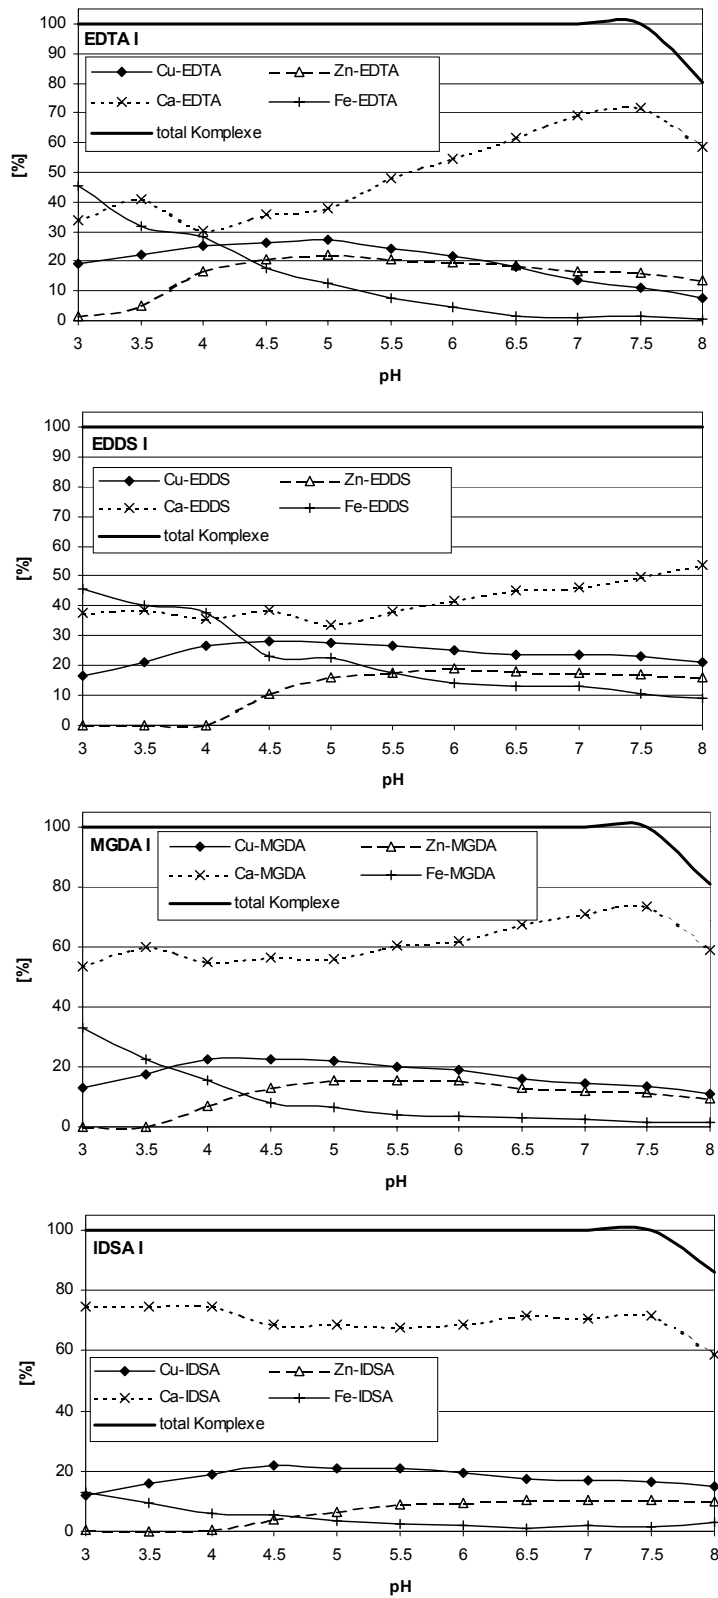 100
EDTA I
90
Cu-EDTA Zn-EDTA
80
Ca-EDTA Fe-EDTA
70
total Komplexe
60
50
40
30
20
10
0
[%]
3 3.5 4 4.5 5 5.5 6 6.5 7 7.5 8
pH
100
EDDS I
90
Cu-EDDS Zn-EDDS
80
Ca-EDDS Fe-EDDS
70
total Komplexe
60
50
40
30
20
10
0
[%]
3 3.5 4 4.5 5 5.5 6 6.5 7 7.5 8
pH
100
MGDA I
Cu-MGDA Zn-MGDA
Ca-MGDA Fe-MGDA
80
total Komplexe
60
40
20
0
[%]
3 3.5 4 4.5 5 5.5 6 6.5 7 7.5 8
pH
100
IDSA I
80
60
Cu-IDSA Zn-IDSA
Ca-IDSA Fe-IDSA
40
total Komplexe
20
0
[%]
3 3.5 4 4.5 5 5.5 6 6.5 7 7.5 8
pH